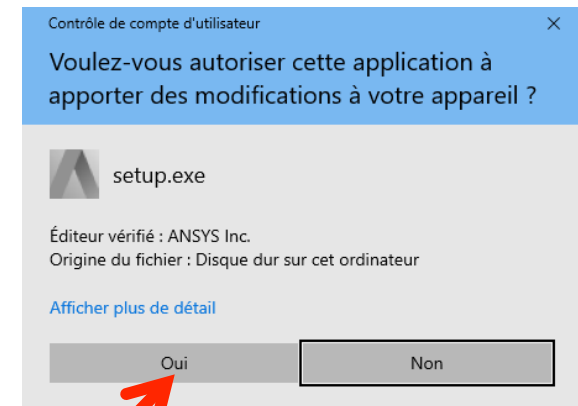 Contrôle de compte d'utilisateur
Voulez-vous autoriser cette application à
apporter des modifications à votre appareil ?
setup.exe
Éditeur vérifié : ANSYS Inc.
Origine du fichier : Disque dur sur cet ordinateur
Afficher plus de détail
Oui
Non